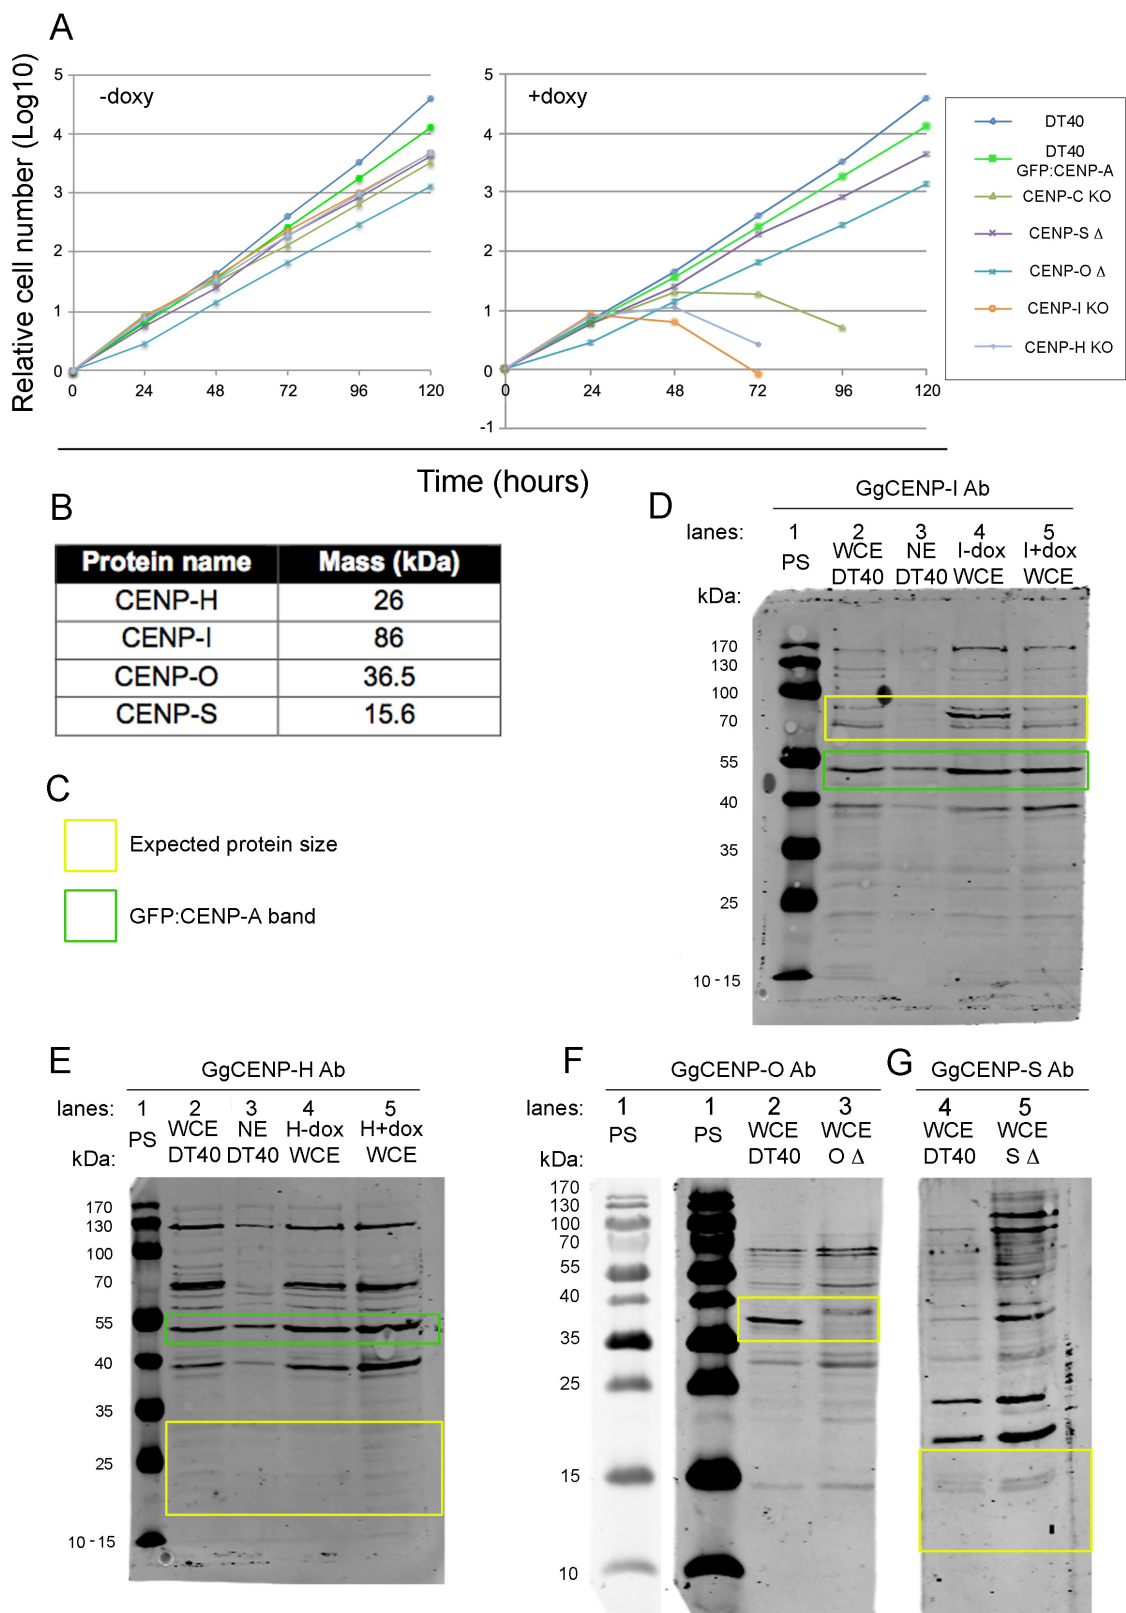 A
Relative cell number (Log10)
5
4
3
2
1
0
-doxy
0 24 48 72 96 120
5
4
3
2
1
0
-1
+doxy
0 24 48 72 96 120
DT40
DT40
GFP:CENP-A
CENP-C KO
CENP-S Δ
CENP-O Δ
CENP-I KO
CENP-H KO
Time (hours)
B
Protein name Mass (kDa)
CENP-H 26
CENP-I 86
CENP-O 36.5
CENP-S 15.6
C
Expected protein size
GFP:CENP-A band
D
GgCENP-I Ab
lanes: 1 2 3 4 5
PS WCE NE I-dox I+dox
DT40 DT40 WCE WCE
kDa:
170
130
100
70
55
40
35
25
10 - 15
E
GgCENP-H Ab
lanes: 1 2 3 4 5
PS WCE NE H-dox H+dox
DT40 DT40 WCE WCE
kDa:
170
130
100
70
55
40
35
25
10 - 15
F
GgCENP-O Ab
lanes: 1 1 2 3
PS PS WCE WCE
DT40 O Δ
kDa:
170
130
100
70
55
40
35
25
15
10
G
GgCENP-S Ab
4 5
WCE WCE
DT40 S Δ